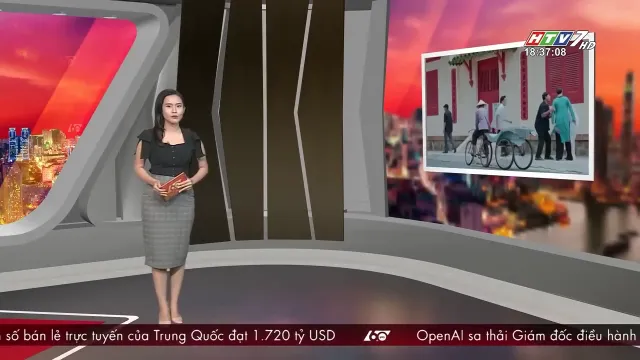 HTV7 HD
18:37:08
số bán lẻ trực tuyến của Trung Quốc đạt 1.720 tỷ USD
60
OpenAI sa thải Giám đốc điều hành